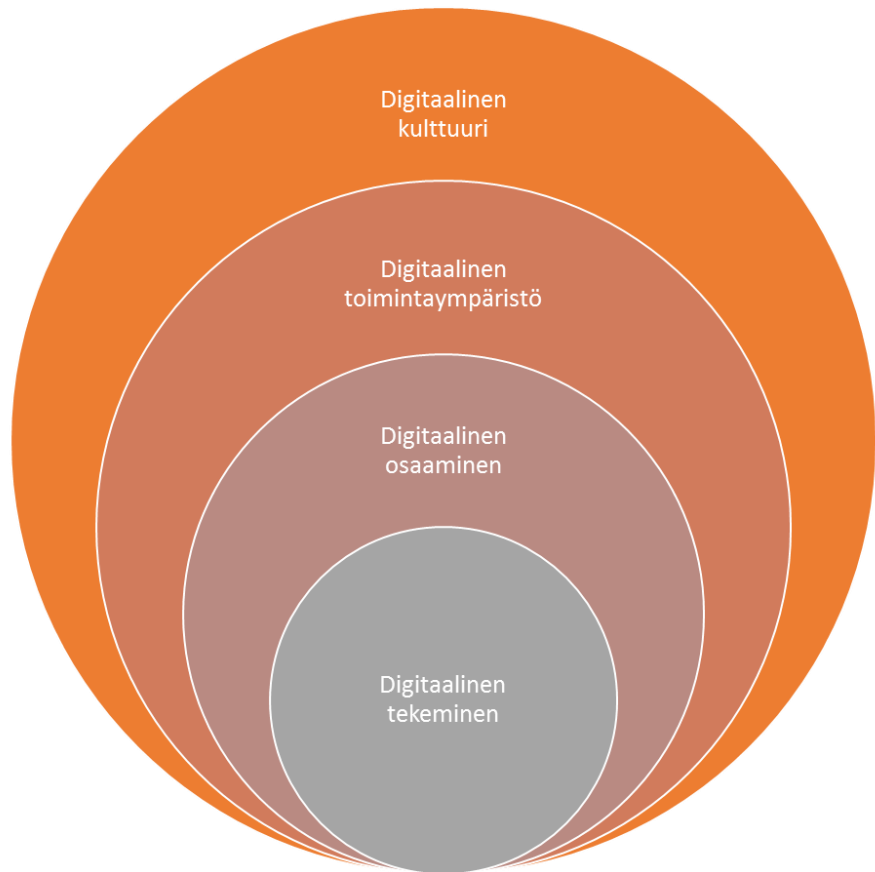 Digitaalinen
kulttuuri
Digitaalinen
toimintaympäristö
Digitaalinen
osaaminen
Digitaalinen
tekeminen